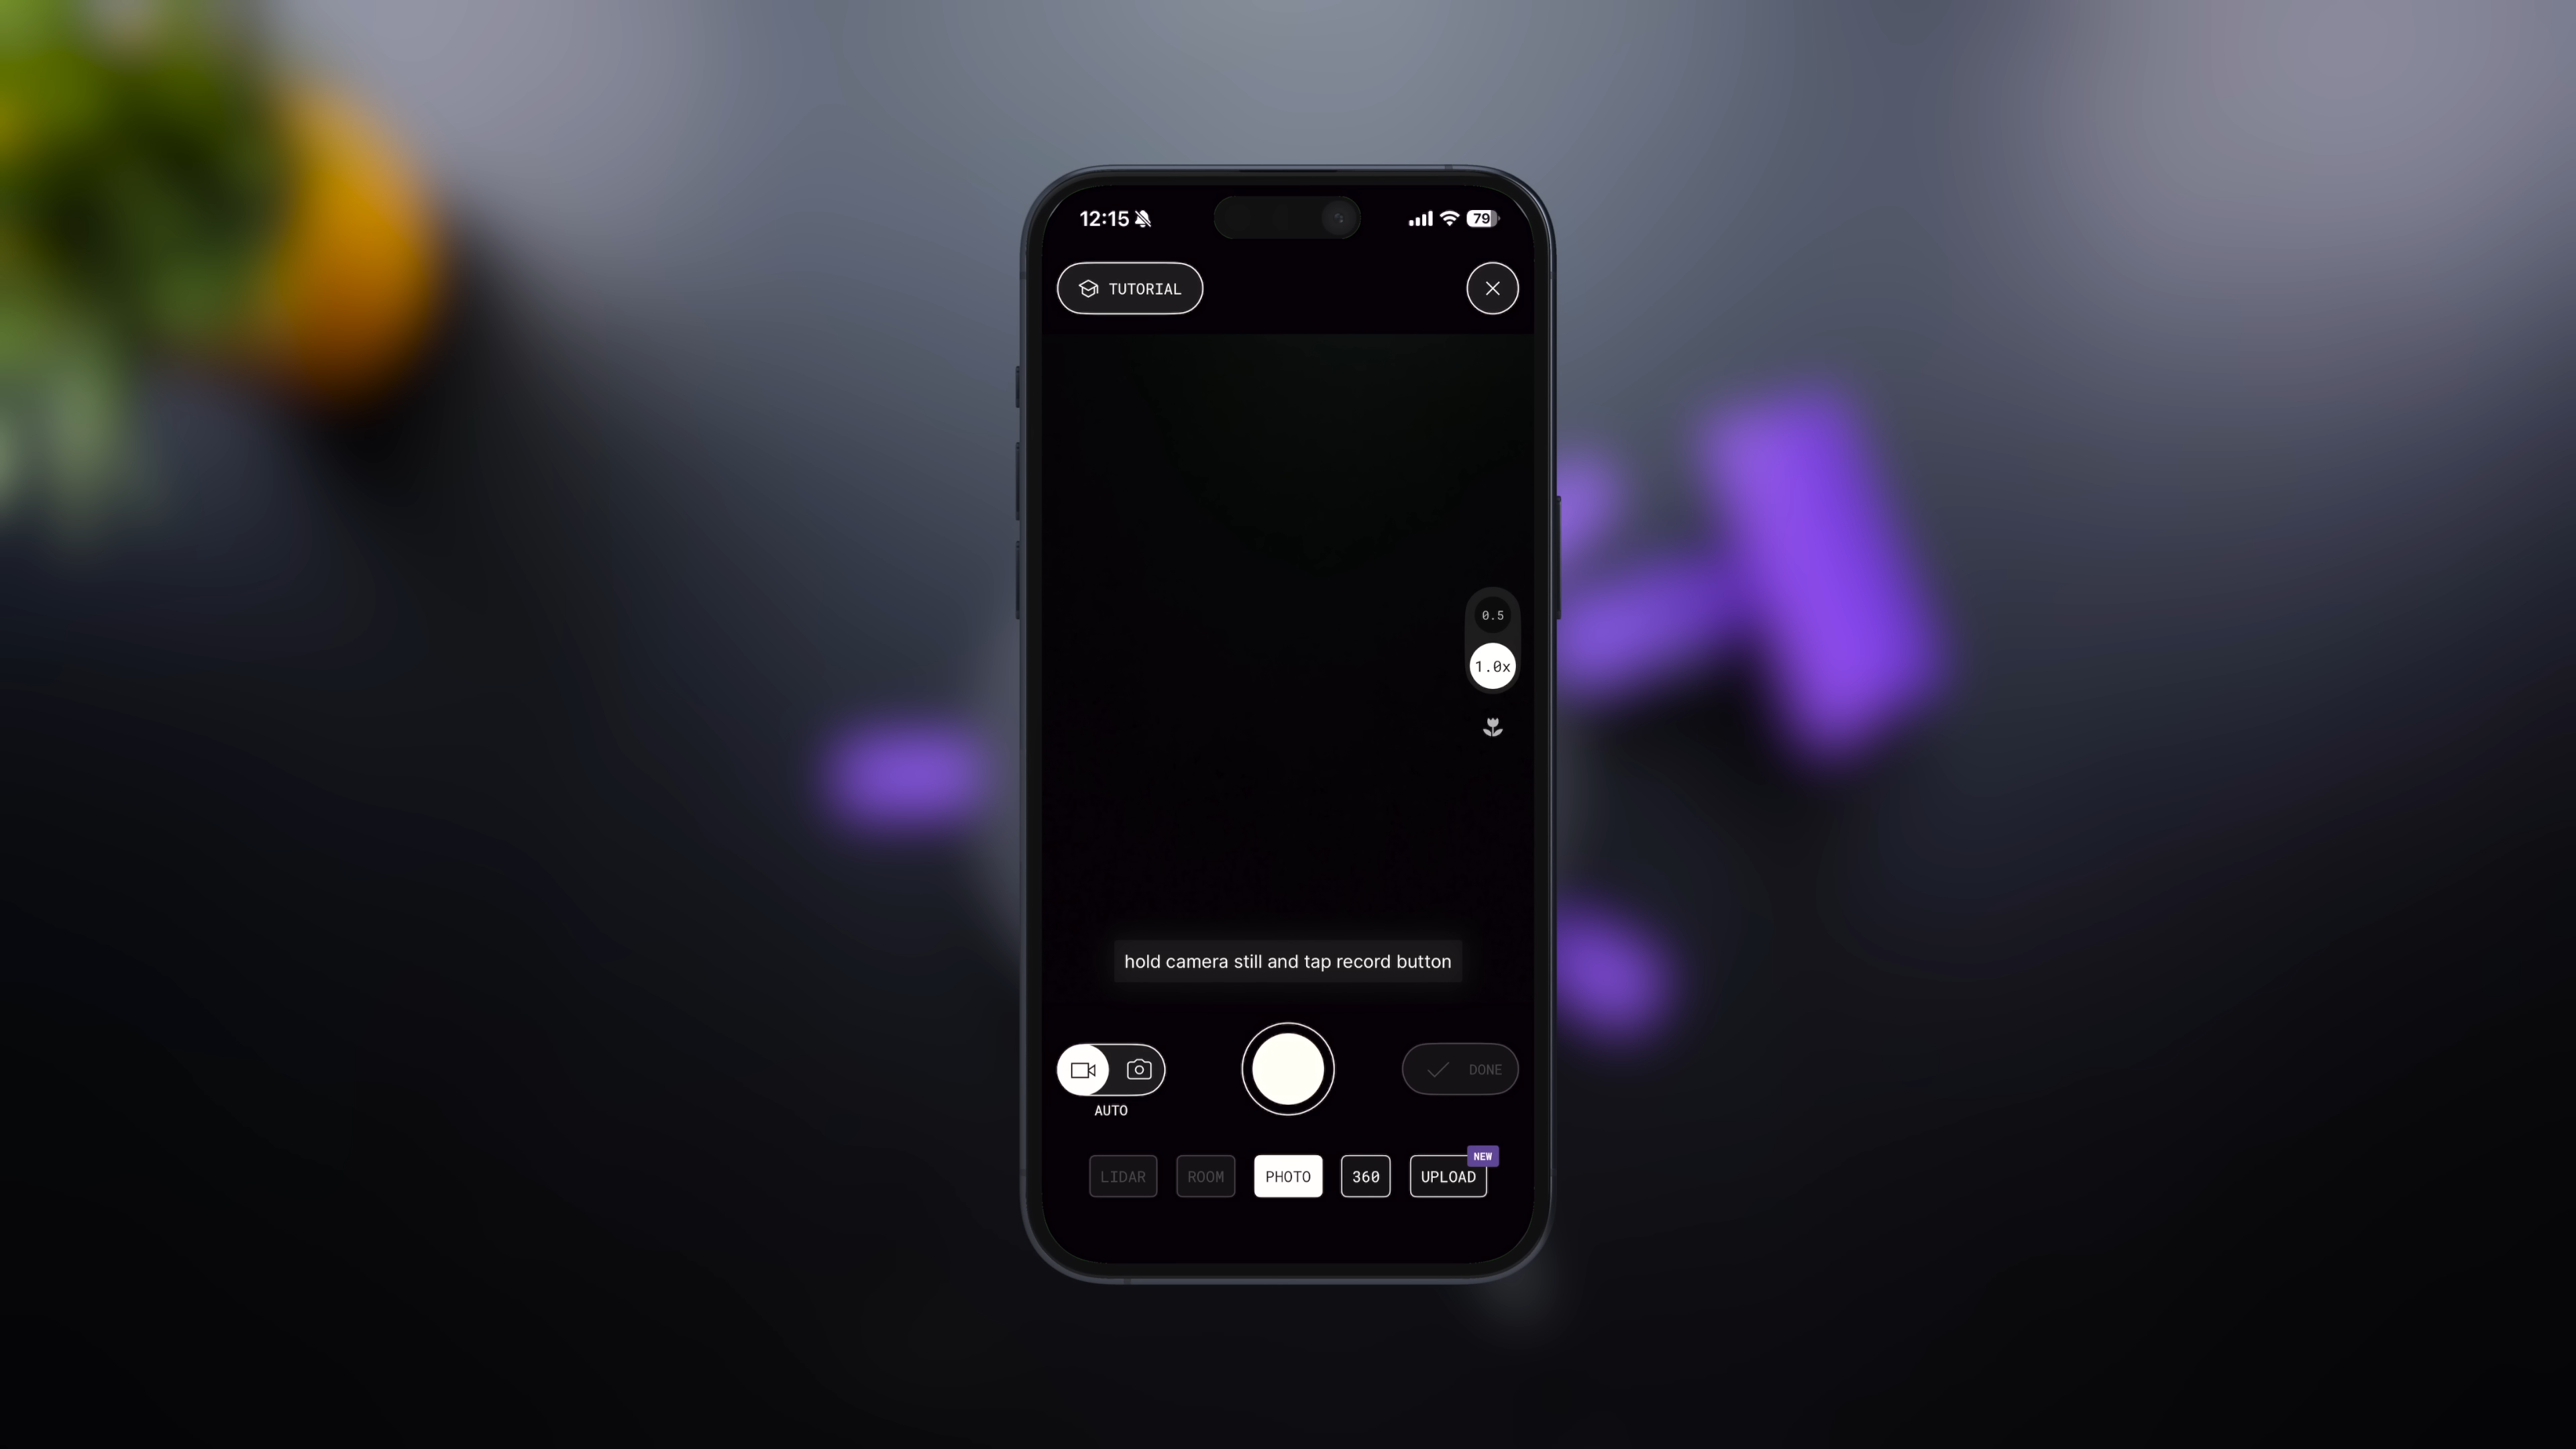 12:15
79
TUTORIAL
0.5
1.0x
hold camera still and tap record button
DONE
AUTO
NEW
LIDAR ROOM PHOTO 360 UPLOAD